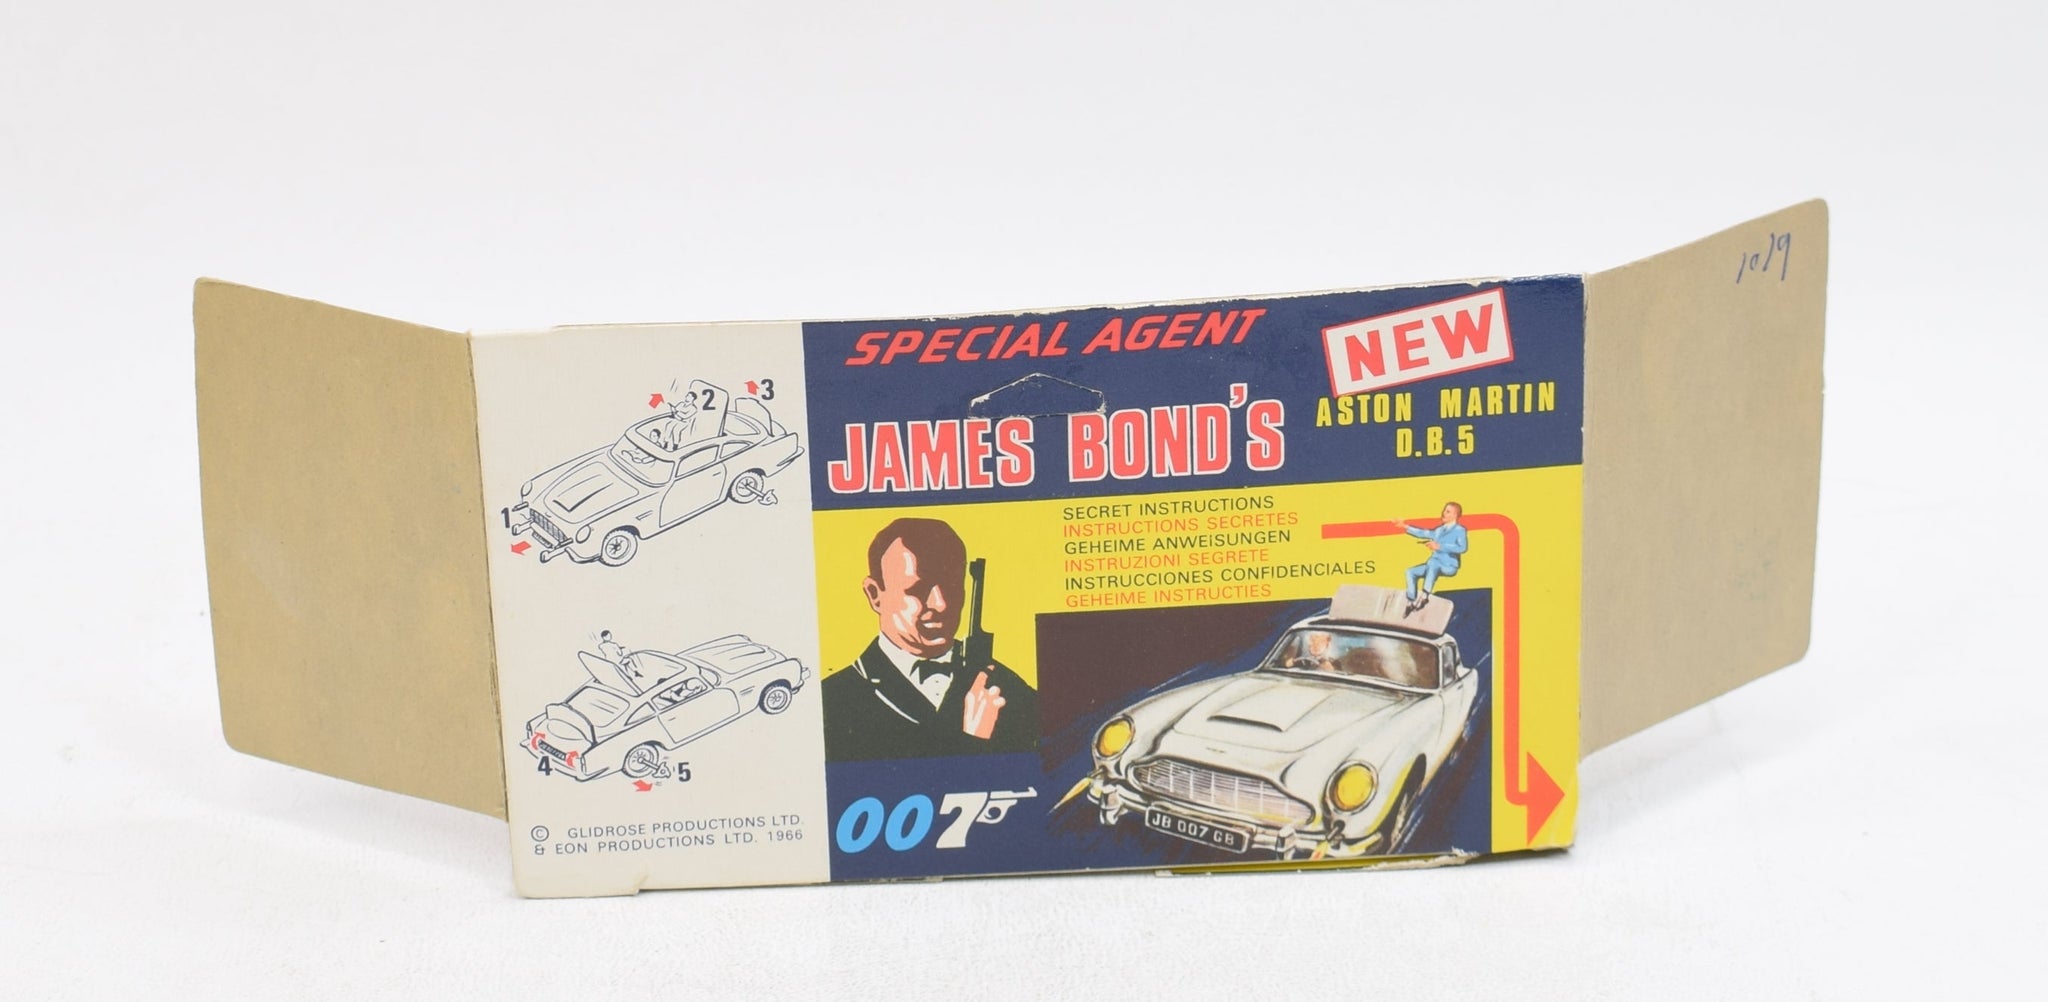 SPECIAL AGENT
JAMES BOND'S
NEW
ASTON MARTIN
D.B.5
SECRET INSTRUCTIONS
INSTRUCTIONS SECRETES
GEHEIME ANWEiSUNGEN
INSTRUZIONI SEGRETE
INSTRUCCIONES CONFIDENCIALES
GEHEIME INSTRUCTIES
007
JB 007 GB
1
2
3
4
5
© GLIDROSE PRODUCTIONS LTD.
& EON PRODUCTIONS LTD. 1966